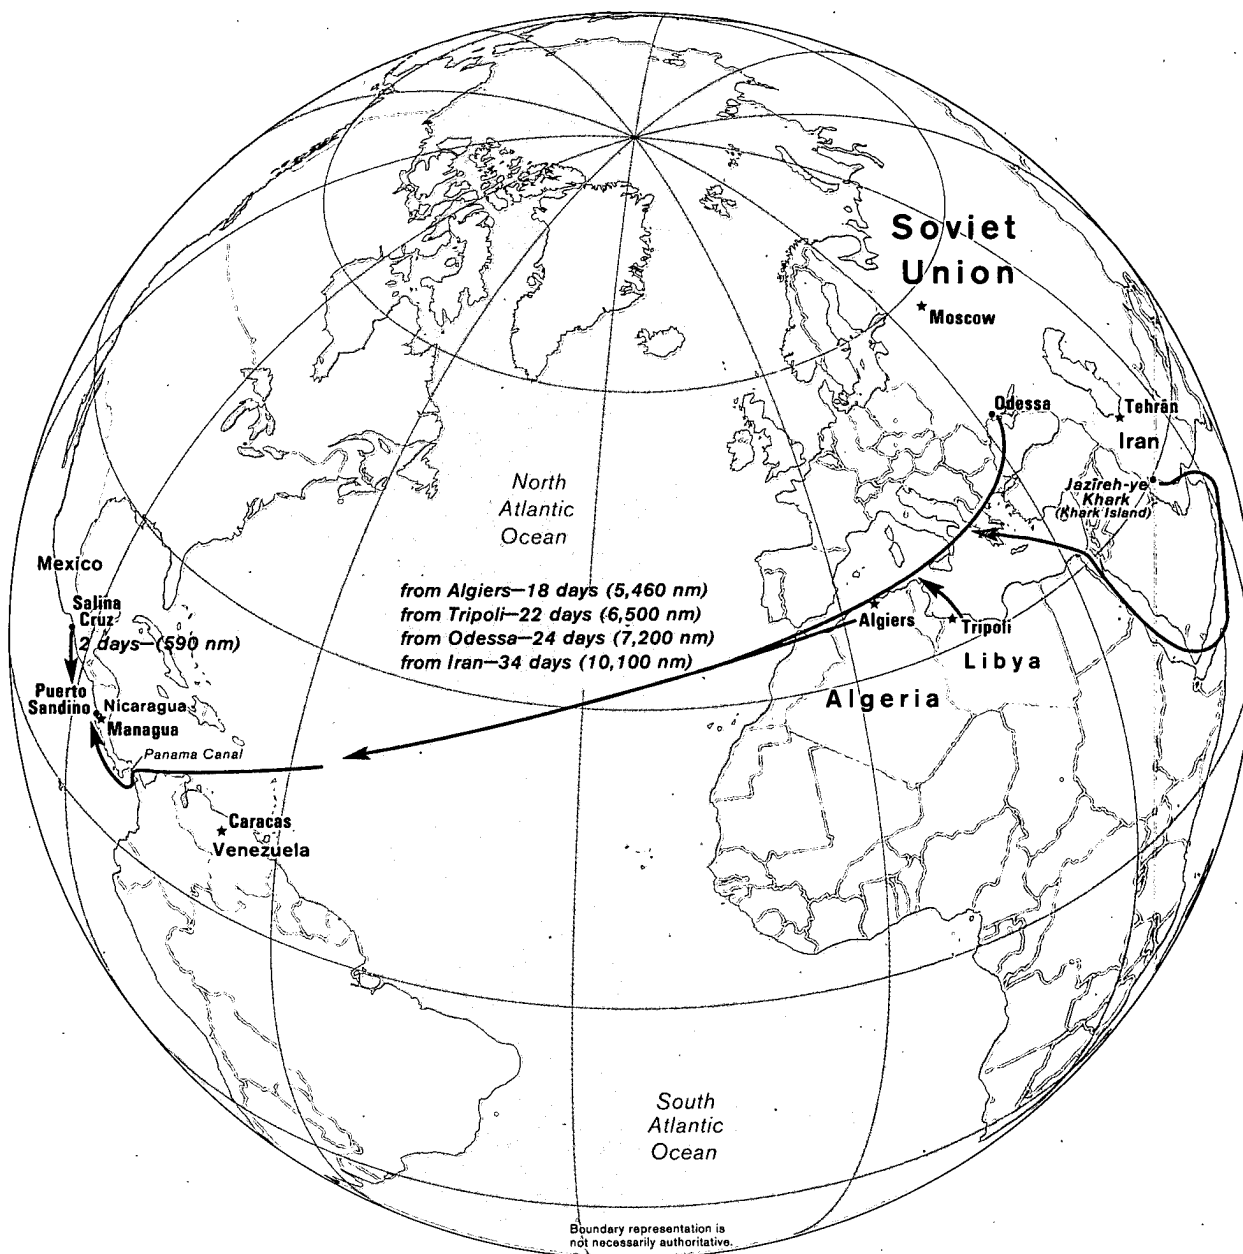 Soviet
Union
Moscow
Odessa
Tehrān
Iran
Jazīreh-ye
Khark
(Khark Island)
North
Atlantic
Ocean
Mexico
Salina
Cruz
2 days—(590 nm)
from Algiers—18 days (5,460 nm)
from Tripoli—22 days (6,500 nm)
from Odessa—24 days (7,200 nm)
from Iran—34 days (10,100 nm)
Algiers
Tripoli
Libya
Algeria
Puerto
Sandino
Nicaragua
Managua
Panama Canal
Caracas
Venezuela
South
Atlantic
Ocean
Boundary representation is
not necessarily authoritative.